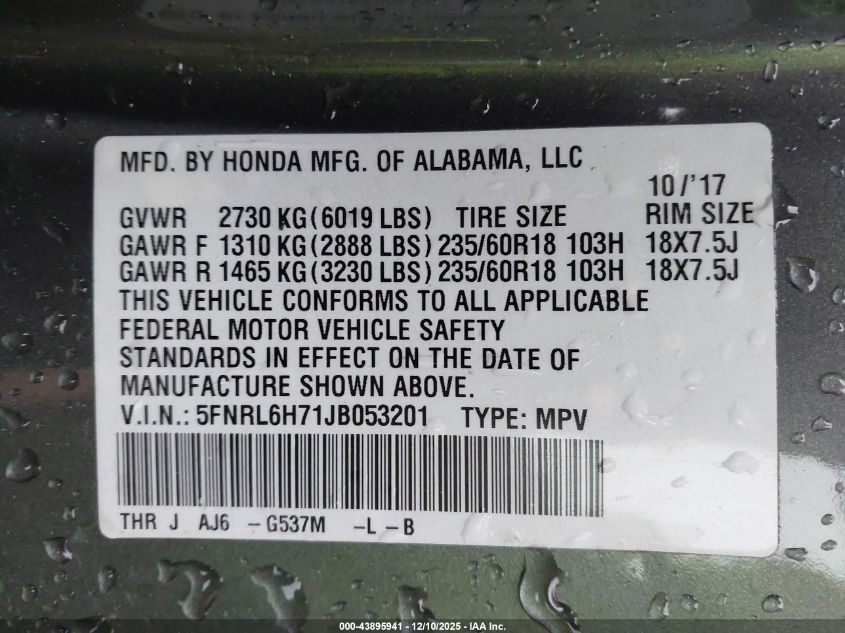 MFD. BY HONDA MFG. OF ALABAMA, LLC
10/'17
GVWR 2730 KG(6019 LBS) TIRE SIZE RIM SIZE
GAWR F 1310 KG(2888 LBS) 235/60R18 103H 18X7.5J
GAWR R 1465 KG(3230 LBS) 235/60R18 103H 18X7.5J
THIS VEHICLE CONFORMS TO ALL APPLICABLE
FEDERAL MOTOR VEHICLE SAFETY
STANDARDS IN EFFECT ON THE DATE OF
MANUFACTURE SHOWN ABOVE.
V.I.N.: 5FNRL6H71JB053201 TYPE: MPV
THR J AJ6 -G537M -L -B
000-43895941 - 12/10/2025 - IAA Inc.